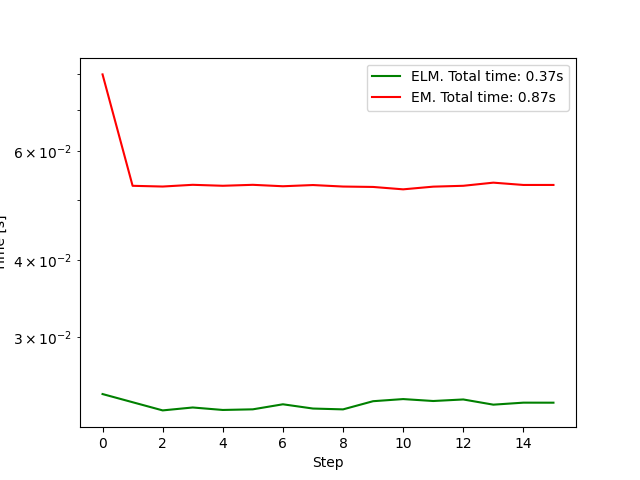 ELM. Total time: 0.37s
EM. Total time: 0.87s
6 × 10⁻²
4 × 10⁻²
3 × 10⁻²
[s]
0 2 4 6 8 10 12 14
Step